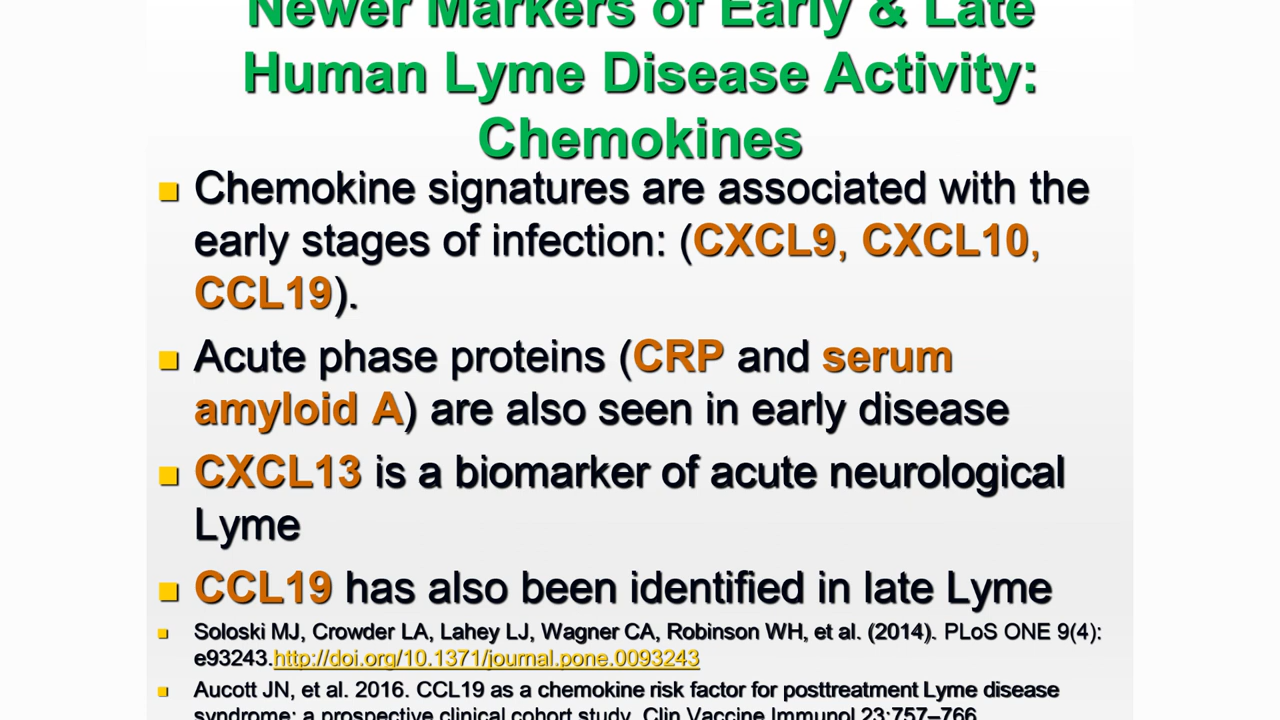 Newer Markers of Early & Late
Human Lyme Disease Activity:
Chemokines
Chemokine signatures are associated with the
early stages of infection: (CXCL9, CXCL10,
CCL19).
Acute phase proteins (CRP and serum
amyloid A) are also seen in early disease
CXCL13 is a biomarker of acute neurological
Lyme
CCL19 has also been identified in late Lyme
Soloski MJ, Crowder LA, Lahey LJ, Wagner CA, Robinson WH, et al. (2014). PLoS ONE 9(4):
e93243.http://doi.org/10.1371/journal.pone.0093243
Aucott JN, et al. 2016. CCL19 as a chemokine risk factor for posttreatment Lyme disease
syndrome: a prospective clinical cohort study. Clin Vaccine Immunol 23:757–766.